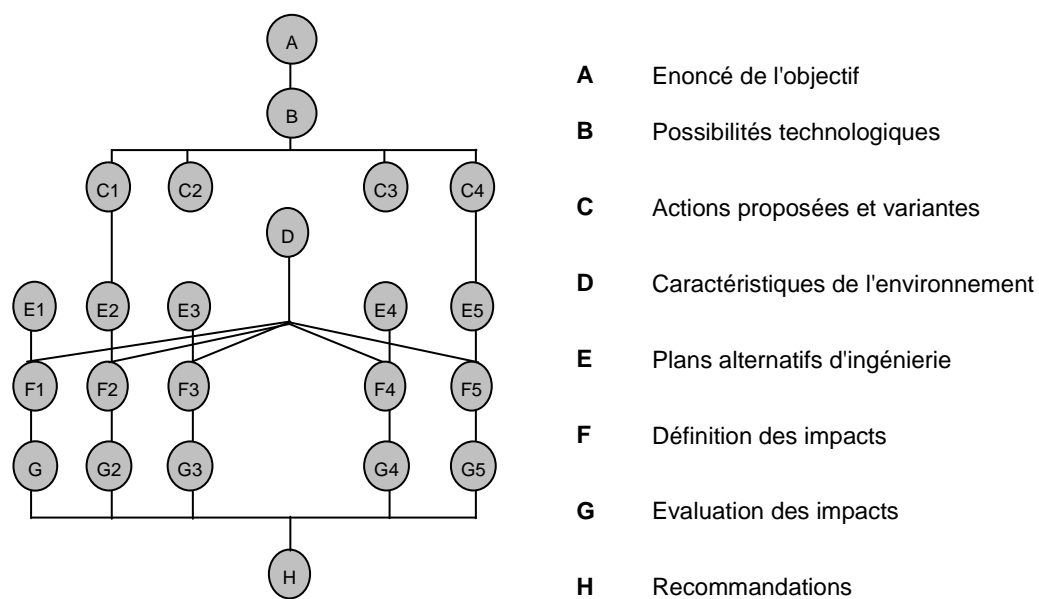 A
B
C1 C2 C3 C4
D
E1 E2 E3 E4 E5
F1 F2 F3 F4 F5
G G2 G3 G4 G5
H
A Enoncé de l'objectif
B Possibilités technologiques
C Actions proposées et variantes
D Caractéristiques de l'environnement
E Plans alternatifs d'ingénierie
F Définition des impacts
G Evaluation des impacts
H Recommandations